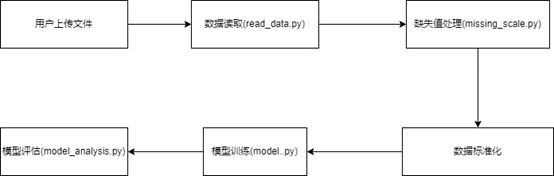 用户上传文件
数据读取(read_data.py)
缺失值处理(missing_scale.py)
数据标准化
模型训练(model..py)
模型评估(model_analysis.py)